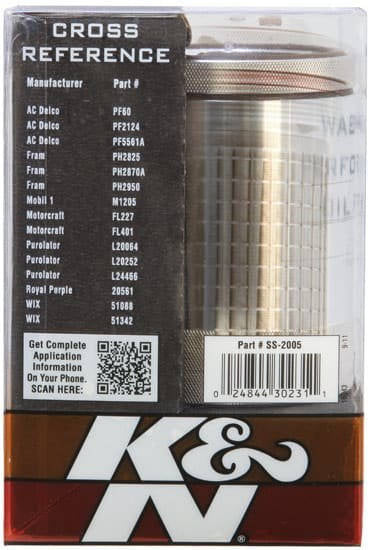 CROSS
REFERENCE
Manufacturer Part #
AC Delco PF60
AC Delco PF2124
AC Delco PF5561A
Fram PH2825
Fram PH2870A
Fram PH2950
Mobil 1 M1205
Motorcraft FL227
Motorcraft FL401
Purolator L20064
Purolator L20252
Purolator L24466
Royal Purple 20561
WIX 51088
WIX 51342
Get Complete
Application
Information
On Your Phone.
SCAN HERE:
Part # SS-2005
0 24844 30231 1
9-11
K&N®